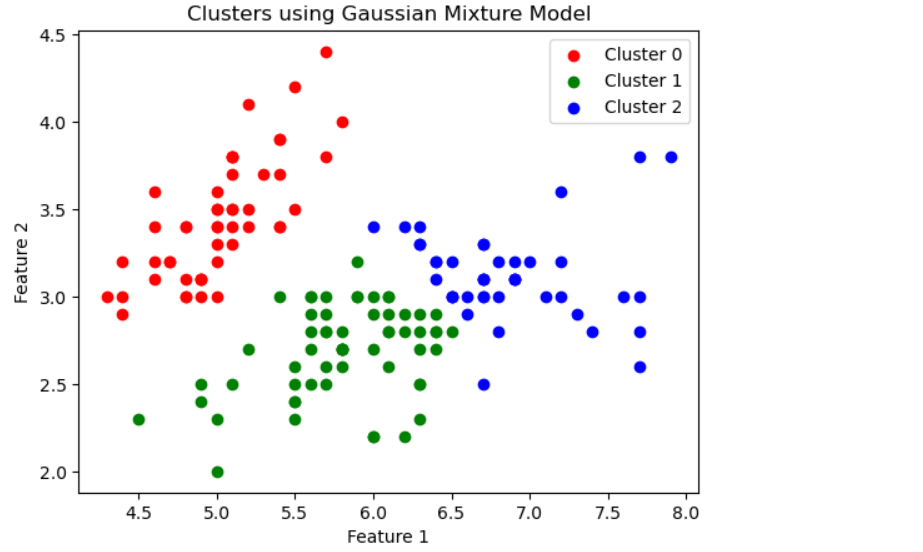 Clusters using Gaussian Mixture Model
4.5
4.0
3.5
3.0
2.5
2.0
Feature 2
Cluster 0
Cluster 1
Cluster 2
4.5 5.0 5.5 6.0 6.5 7.0 7.5 8.0
Feature 1